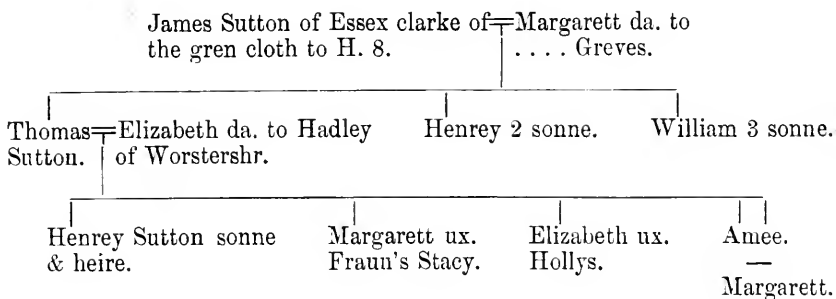 James Sutton of Essex clarke of=Margarett da. to
the gren cloth to H. 8. . . . . Greves.
Thomas=Elizabeth da. to Hadley Henrey 2 sonne. William 3 sonne.
Sutton. of Worstershr.
Henrey Sutton sonne Margarett ux. Elizabeth ux. Amee.
& heire. Fraun's Stacy. Hollys. —
Margarett.